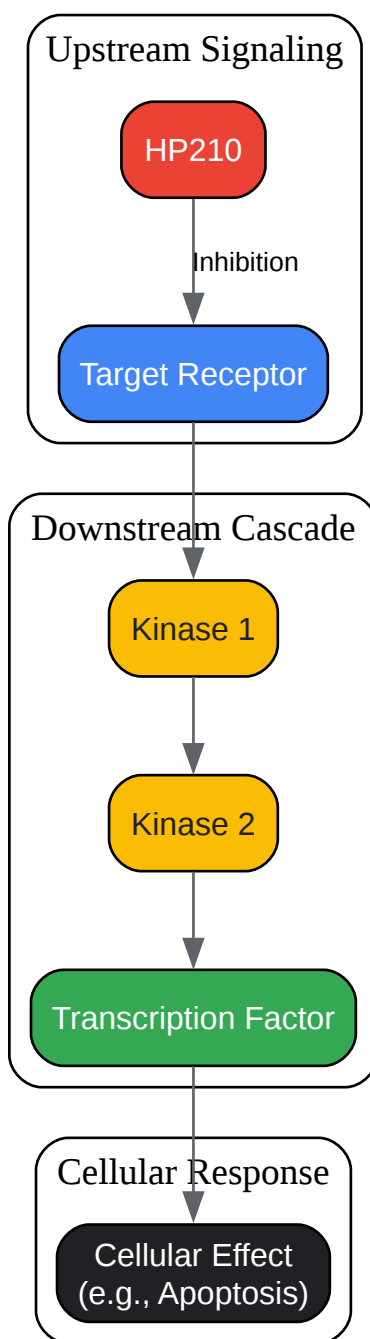 Upstream Signaling
HP210
Inhibition
Target Receptor
Downstream Cascade
Kinase 1
Kinase 2
Transcription Factor
Cellular Response
Cellular Effect
(e.g., Apoptosis)